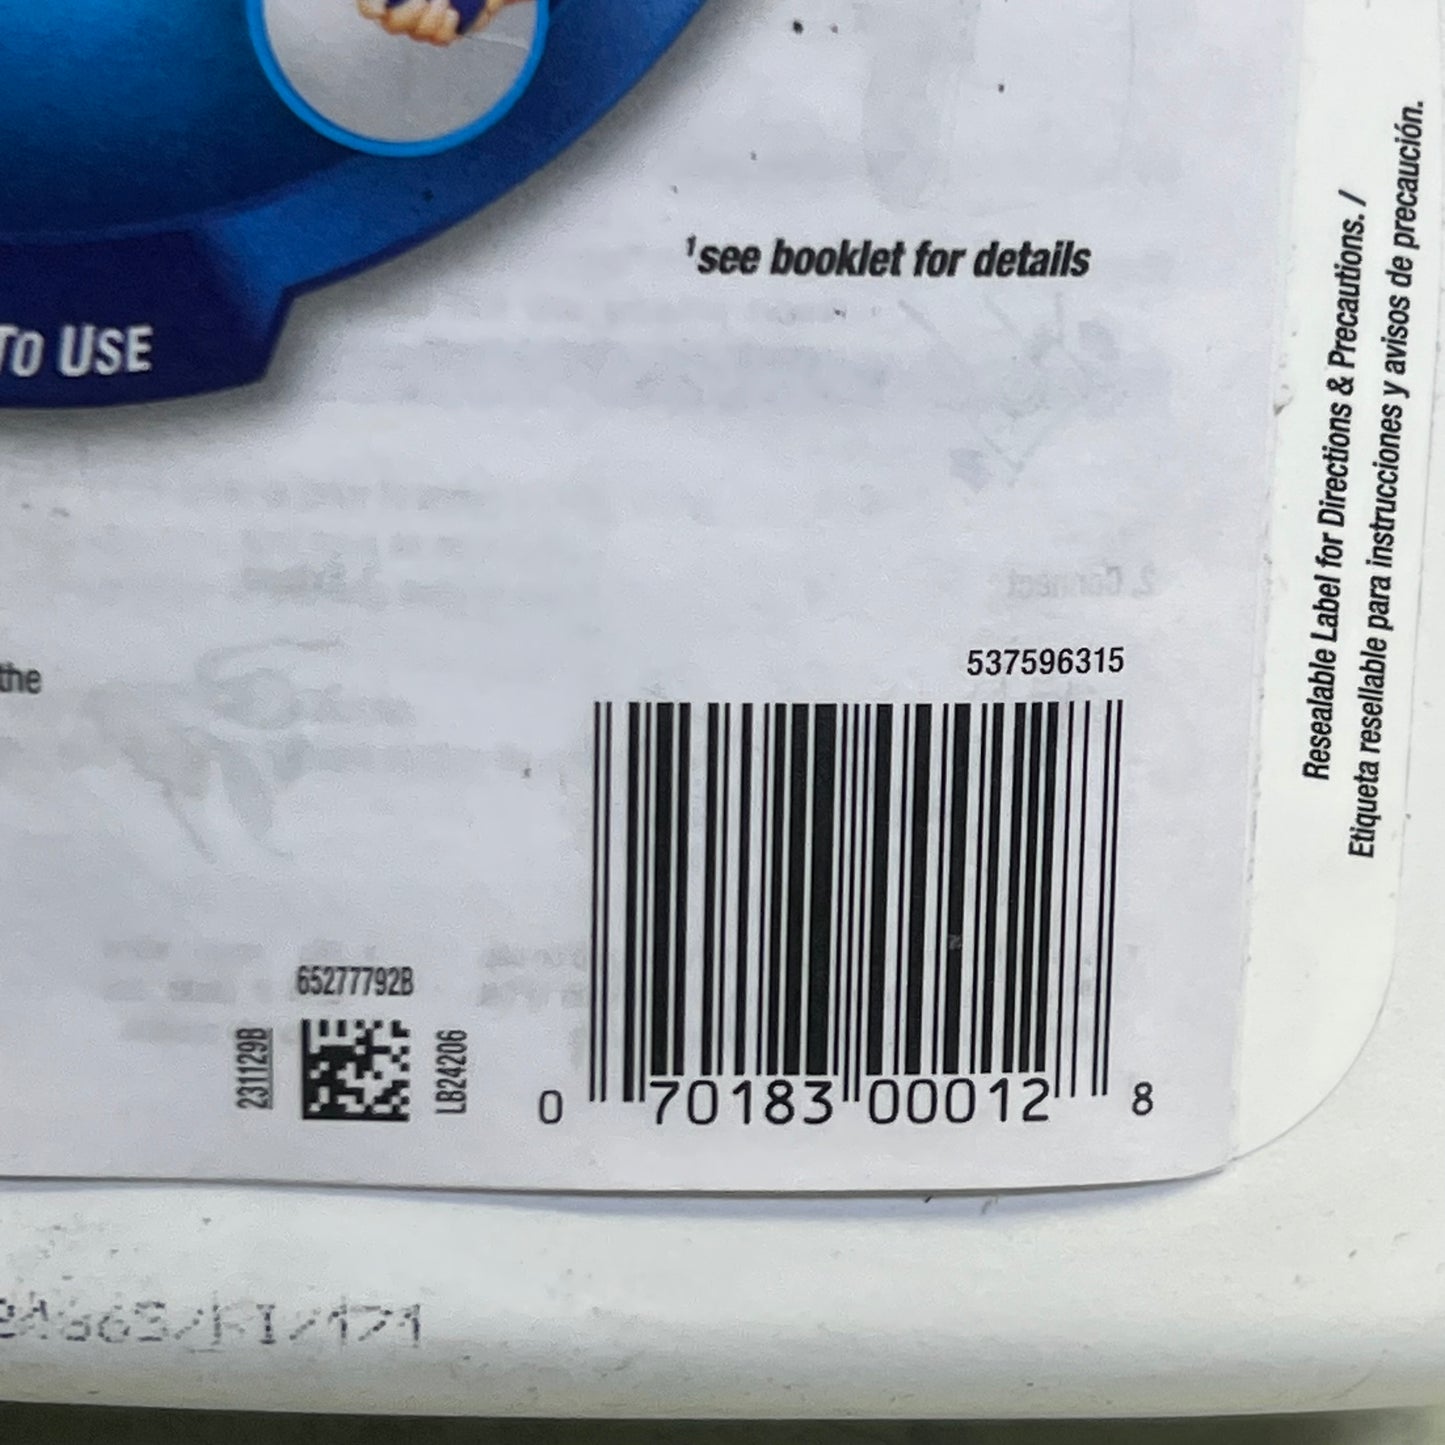 ¹see booklet for details
TO USE
the
537596315
65277792B
231129B
LB24206
0 70183 00012 8
Resealable Label for Directions & Precautions. /
Etiqueta resellable para instrucciones y avisos de precaución.